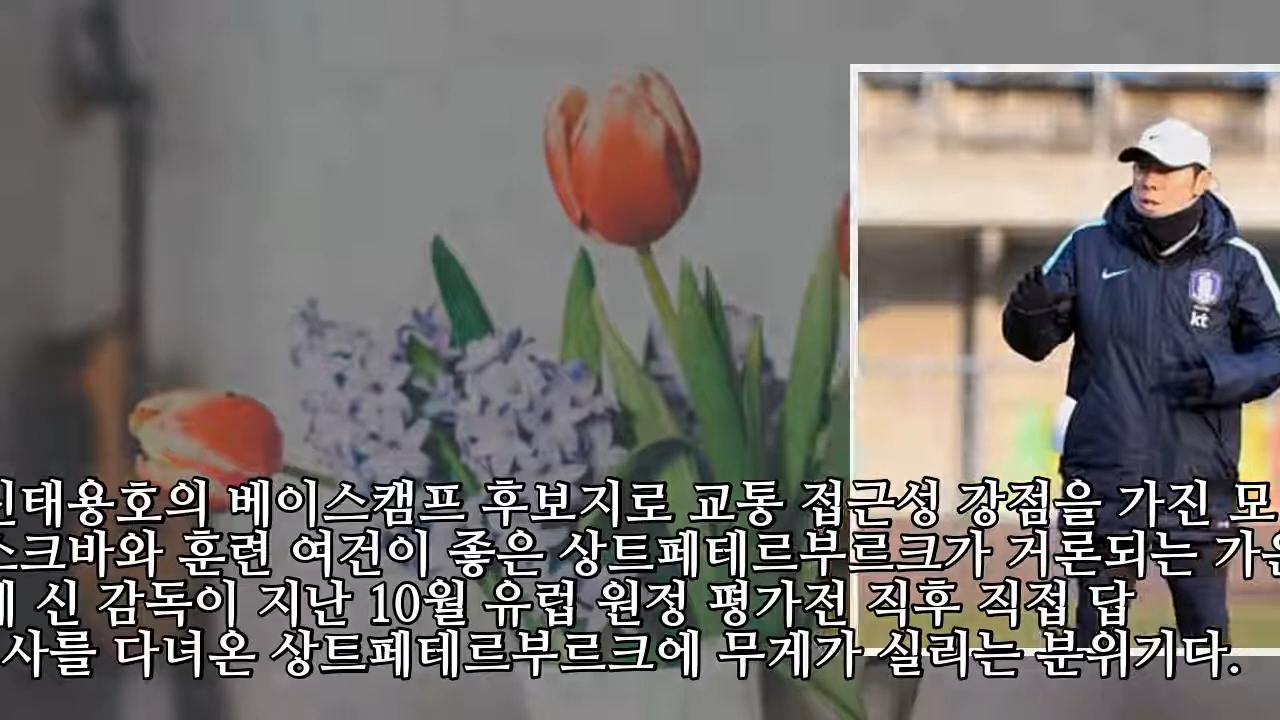 신태용호의 베이스캠프 후보지로 교통 접근성 강점을 가진 모
스크바와 훈련 여건이 좋은 상트페테르부르크가 거론되는 가운
데 신 감독이 지난 10월 유럽 원정 평가전 직후 직접 답
사를 다녀온 상트페테르부르크에 무게가 실리는 분위기다.
kt